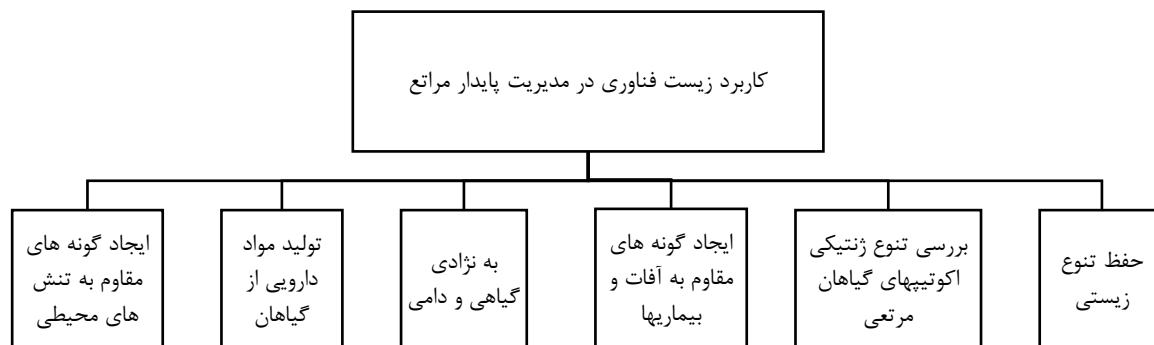 کاربرد زیست فناوری در مدیریت پایدار مراتع
حفظ تنوع
زیستی
بررسی تنوع ژنتیکی
اکوتیپهای گیاهان
مرتعی
ایجاد گونه های
مقاوم به آفات و
بیماریها
به نژادی
گیاهی و دامی
تولید مواد
دارویی از
گیاهان
ایجاد گونه های
مقاوم به تنش
های محیطی